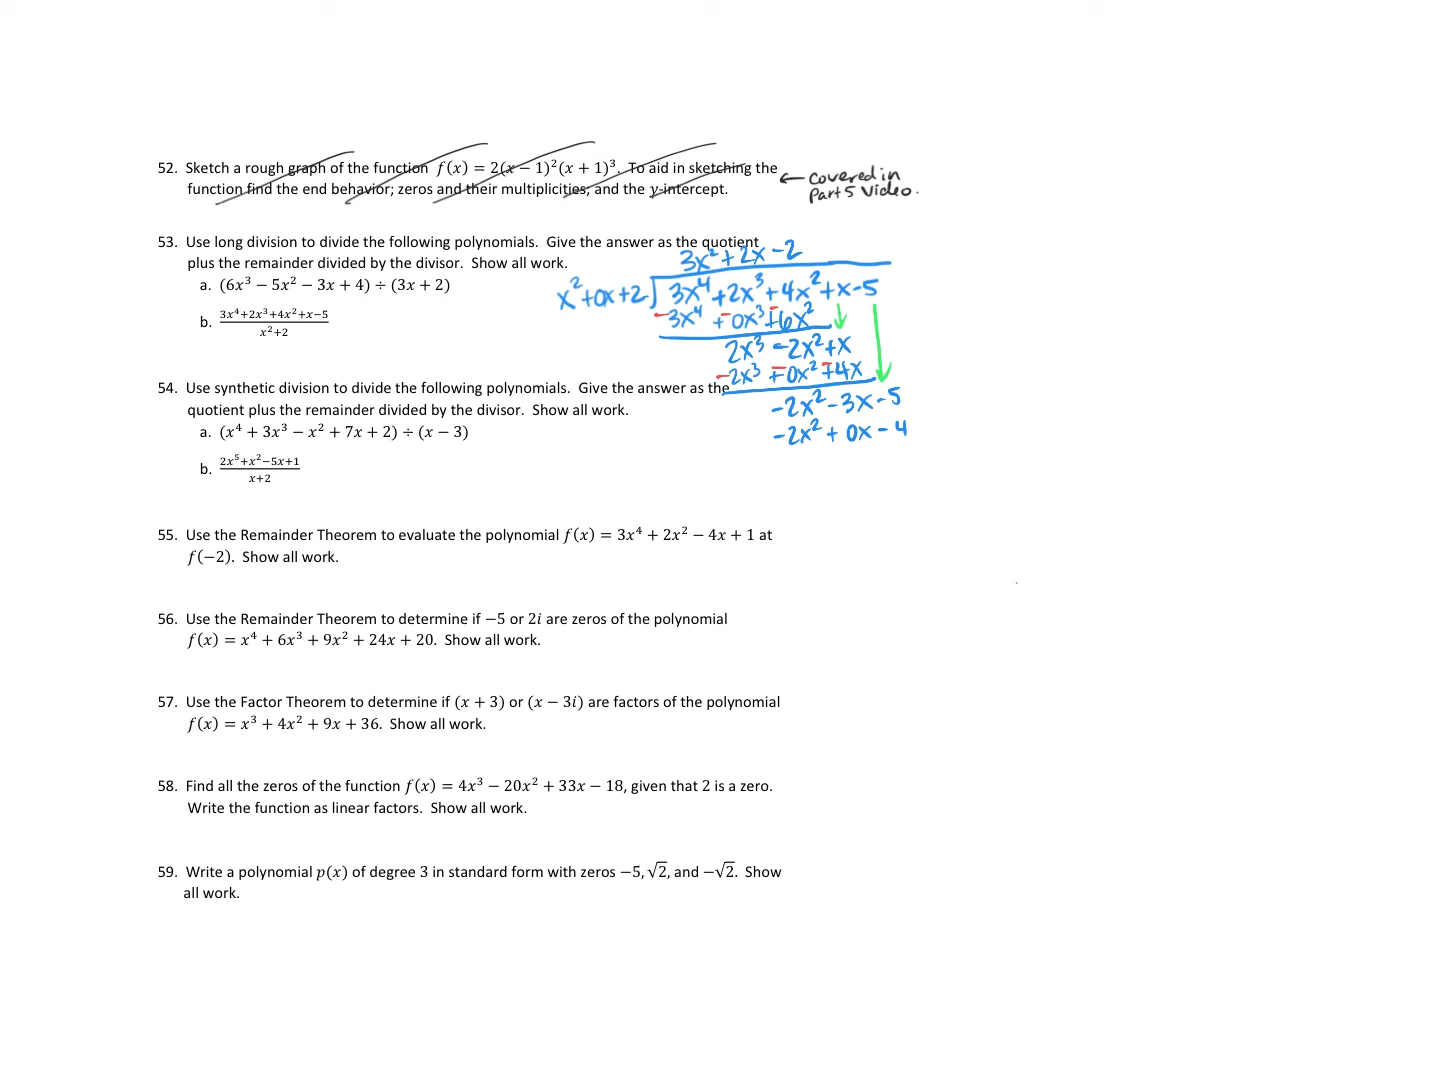 52. Sketch a rough graph of the function f(x) = 2(x − 1)²(x + 1)³. To aid in sketching the
function find the end behavior; zeros and their multiplicities; and the y-intercept.
← Covered in
Part 5 Video.
53. Use long division to divide the following polynomials. Give the answer as the quotient
plus the remainder divided by the divisor. Show all work.
a. (6x³ − 5x² − 3x + 4) ÷ (3x + 2)
b. (3x⁴+2x³+4x²+x−5)/(x²+2)
3x² + 2x − 2
x²+0x+2) 3x⁴+2x³+4x²+x−5
−3x⁴ + 0x³ + 6x²
2x³ − 2x² + x
−2x³ + 0x² + 4x
−2x² − 3x − 5
−2x² + 0x − 4
54. Use synthetic division to divide the following polynomials. Give the answer as the
quotient plus the remainder divided by the divisor. Show all work.
a. (x⁴ + 3x³ − x² + 7x + 2) ÷ (x − 3)
b. (2x⁵+x²−5x+1)/(x+2)
55. Use the Remainder Theorem to evaluate the polynomial f(x) = 3x⁴ + 2x² − 4x + 1 at
f(−2). Show all work.
56. Use the Remainder Theorem to determine if −5 or 2i are zeros of the polynomial
f(x) = x⁴ + 6x³ + 9x² + 24x + 20. Show all work.
57. Use the Factor Theorem to determine if (x + 3) or (x − 3i) are factors of the polynomial
f(x) = x³ + 4x² + 9x + 36. Show all work.
58. Find all the zeros of the function f(x) = 4x³ − 20x² + 33x − 18, given that 2 is a zero.
Write the function as linear factors. Show all work.
59. Write a polynomial p(x) of degree 3 in standard form with zeros −5, √2, and −√2. Show
all work.